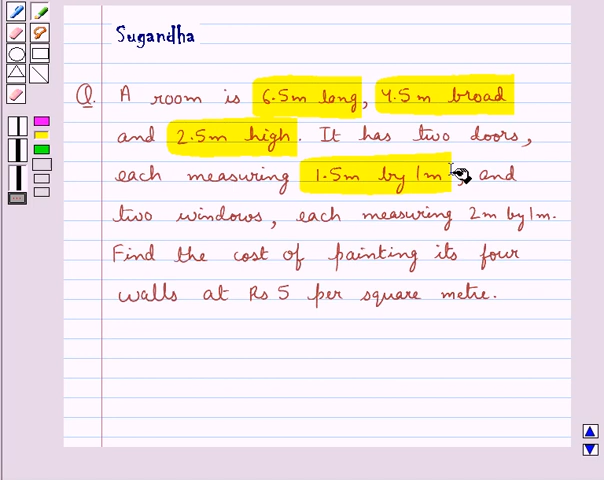 Sugandha
Q. A room is 6.5m long, 4.5m broad
and 2.5m high. It has two doors,
each measuring 1.5m by 1m, and
two windows, each measuring 2m by 1m.
Find the cost of painting its four
walls at Rs 5 per square metre.